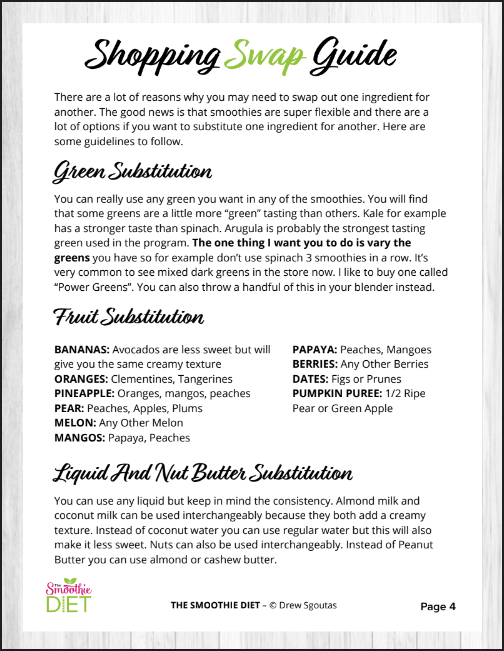 Shopping Swap Guide
There are a lot of reasons why you may need to swap out one ingredient for
another. The good news is that smoothies are super flexible and there are a
lot of options if you want to substitute one ingredient for another. Here are
some guidelines to follow.
Green Substitution
You can really use any green you want in any of the smoothies. You will find
that some greens are a little more “green” tasting than others. Kale for example
has a stronger taste than spinach. Arugula is probably the strongest tasting
green used in the program. The one thing I want you to do is vary the
greens you have so for example don’t use spinach 3 smoothies in a row. It’s
very common to see mixed dark greens in the store now. I like to buy one called
“Power Greens”. You can also throw a handful of this in your blender instead.
Fruit Substitution
BANANAS: Avocados are less sweet but will
give you the same creamy texture
ORANGES: Clementines, Tangerines
PINEAPPLE: Oranges, mangos, peaches
PEAR: Peaches, Apples, Plums
MELON: Any Other Melon
MANGOS: Papaya, Peaches
PAPAYA: Peaches, Mangoes
BERRIES: Any Other Berries
DATES: Figs or Prunes
PUMPKIN PUREE: 1/2 Ripe
Pear or Green Apple
Liquid And Nut Butter Substitution
You can use any liquid but keep in mind the consistency. Almond milk and
coconut milk can be used interchangeably because they both add a creamy
texture. Instead of coconut water you can use regular water but this will also
make it less sweet. Nuts can also be used interchangeably. Instead of Peanut
Butter you can use almond or cashew butter.
The
Smoothie
DIET
THE SMOOTHIE DIET – © Drew Sgoutas
Page 4